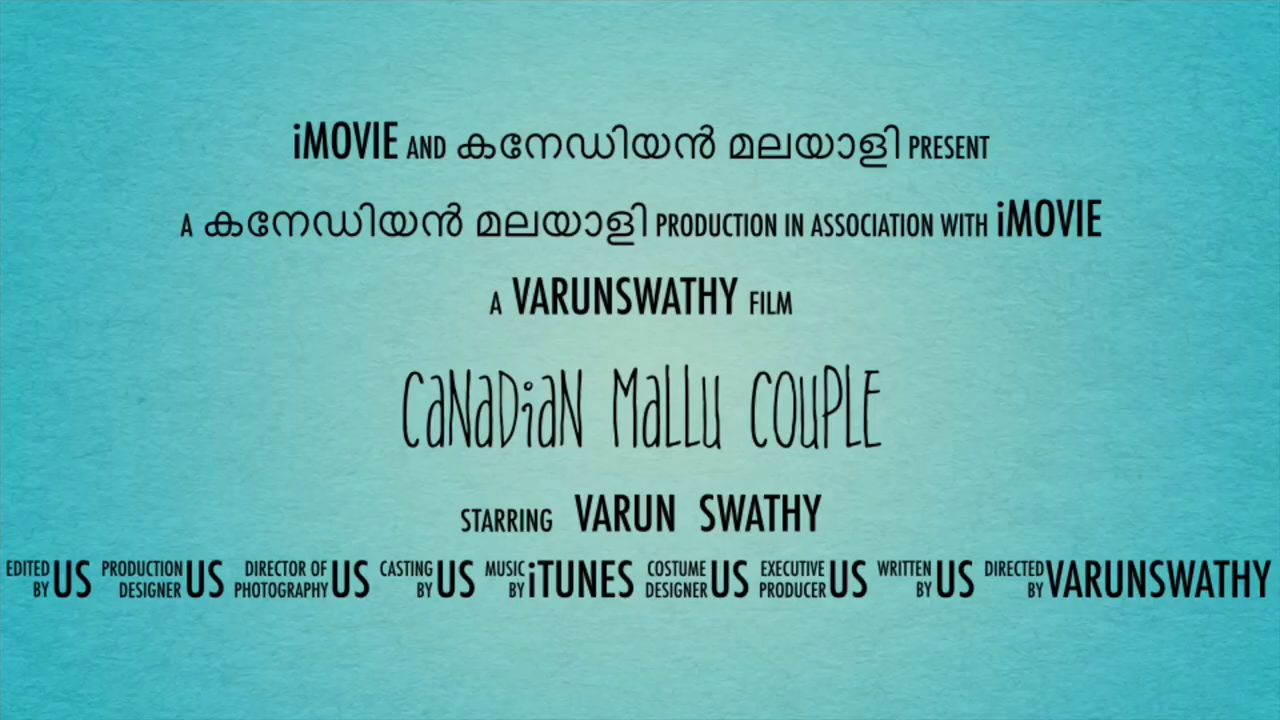 iMOVIE AND കനേഡിയൻ മലയാളി PRESENT
A കനേഡിയൻ മലയാളി PRODUCTION IN ASSOCIATION WITH iMOVIE
A VARUNSWATHY FILM
CaNaDiaN MaLLU COUPLE
STARRING VARUN SWATHY
EDITED BY US PRODUCTION DESIGNER US DIRECTOR OF PHOTOGRAPHY US CASTING BY US MUSIC BY iTUNES COSTUME DESIGNER US EXECUTIVE PRODUCER US WRITTEN BY US DIRECTED BY VARUNSWATHY